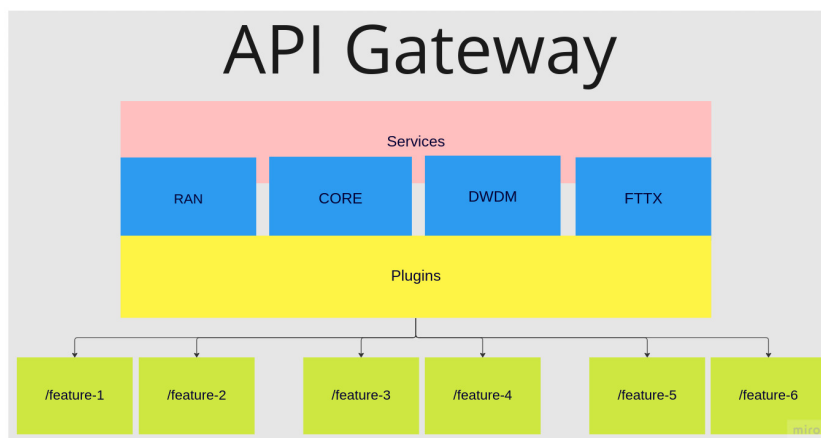 API Gateway
Services
RAN
CORE
DWDM
FTTX
Plugins
/feature-1
/feature-2
/feature-3
/feature-4
/feature-5
/feature-6
miro